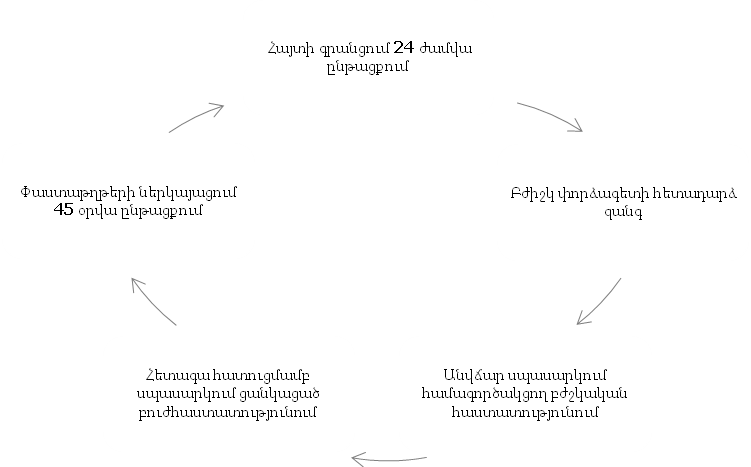 Հայտի գրանցում 24 ժամվա
ընթացքում
Բժիշկ փորձագետի հետադարձ
զանգ
Անվճար սպասարկում
համագործակցող բժշկական
հաստատությունում
Հետագա հատուցմամբ
սպասարկում ցանկացած
բուժհաստատությունում
Փաստաթղթերի ներկայացում
45 օրվա ընթացքում